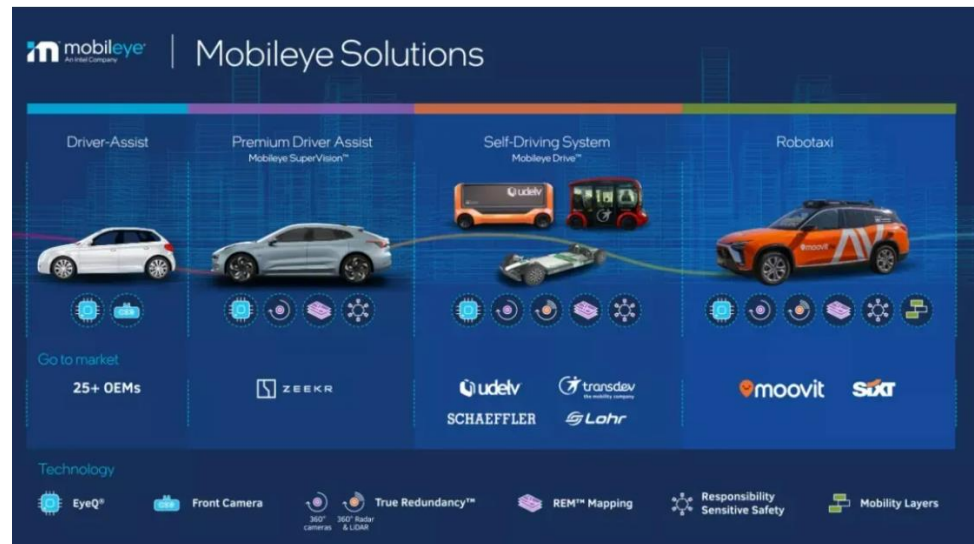 mobileye™
An Intel Company
Mobileye Solutions
Driver-Assist
Premium Driver Assist
Mobileye SuperVision™
Self-Driving System
Mobileye Drive™
Robotaxi
udelv
moovit
AV
Go to market
25+ OEMs
ZEEKR
udelv
transdev
the mobility company
SCHAEFFLER
Lohr
moovit
SIXT
Technology
EyeQ®
Front Camera
360°
cameras
360° Radar
& LiDAR
True Redundancy™
REM™ Mapping
Responsibility
Sensitive Safety
Mobility Layers